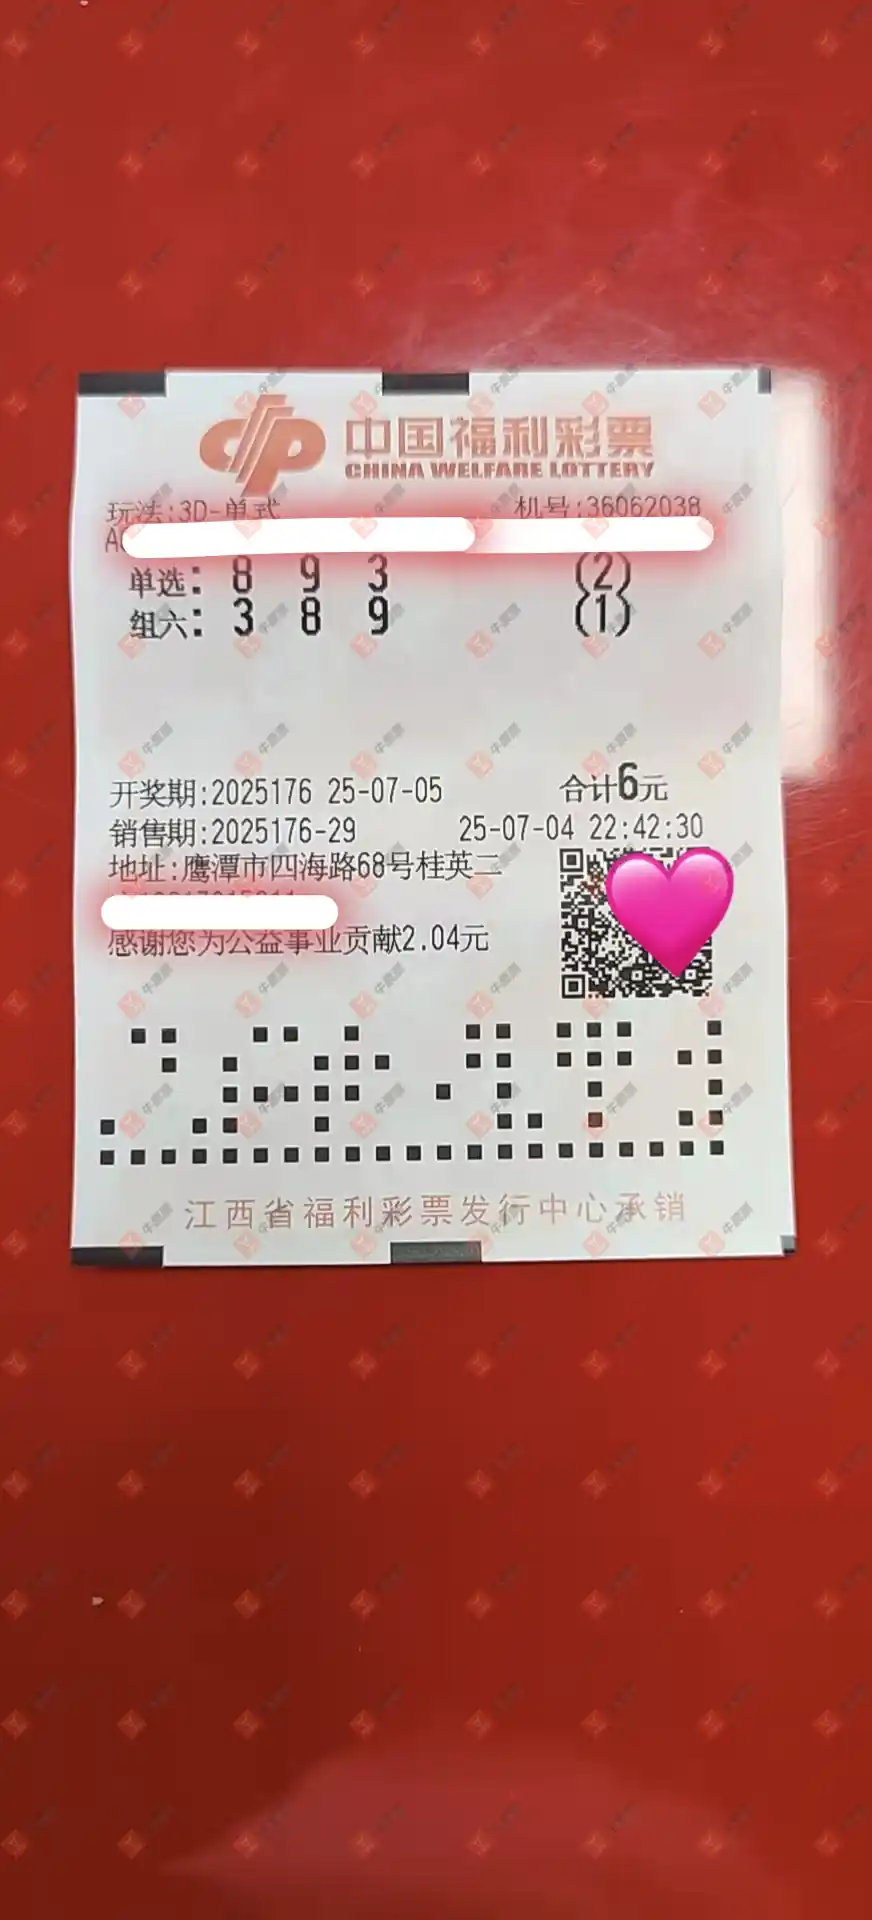 中国福利彩票
CHINA WELFARE LOTTERY
玩法:3D-单式 机号:36062038
单选: 8 9 3 (2)
组六: 3 8 9 (1)
开奖期:2025176 25-07-05 合计6元
销售期:2025176-29 25-07-04 22:42:30
地址:鹰潭市四海路68号桂英二
感谢您为公益事业贡献2.04元
江西省福利彩票发行中心承销